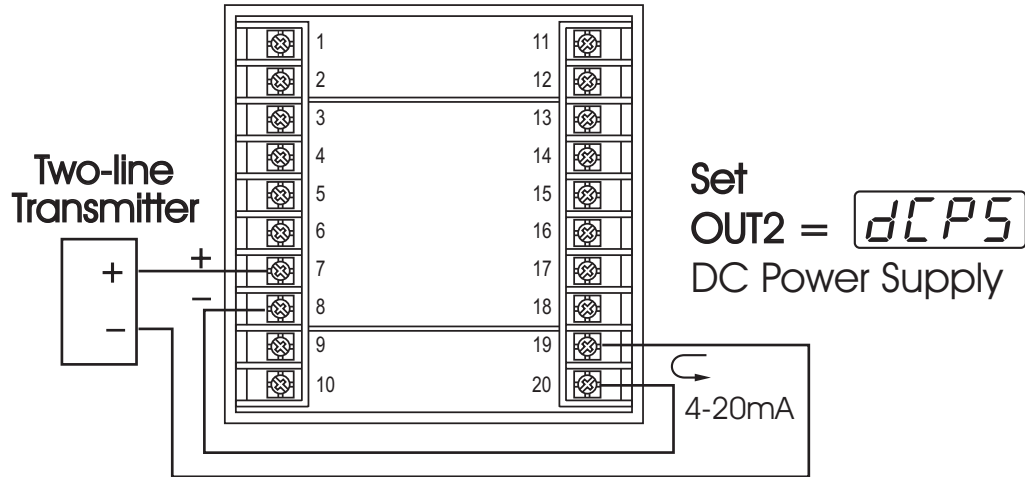 1 11
2 12
3 13
4 14
5 15
6 16
7 17
8 18
9 19
10 20
Two-line
Transmitter
+ +
−
−
Set
OUT2 = dCPS
DC Power Supply
4-20mA